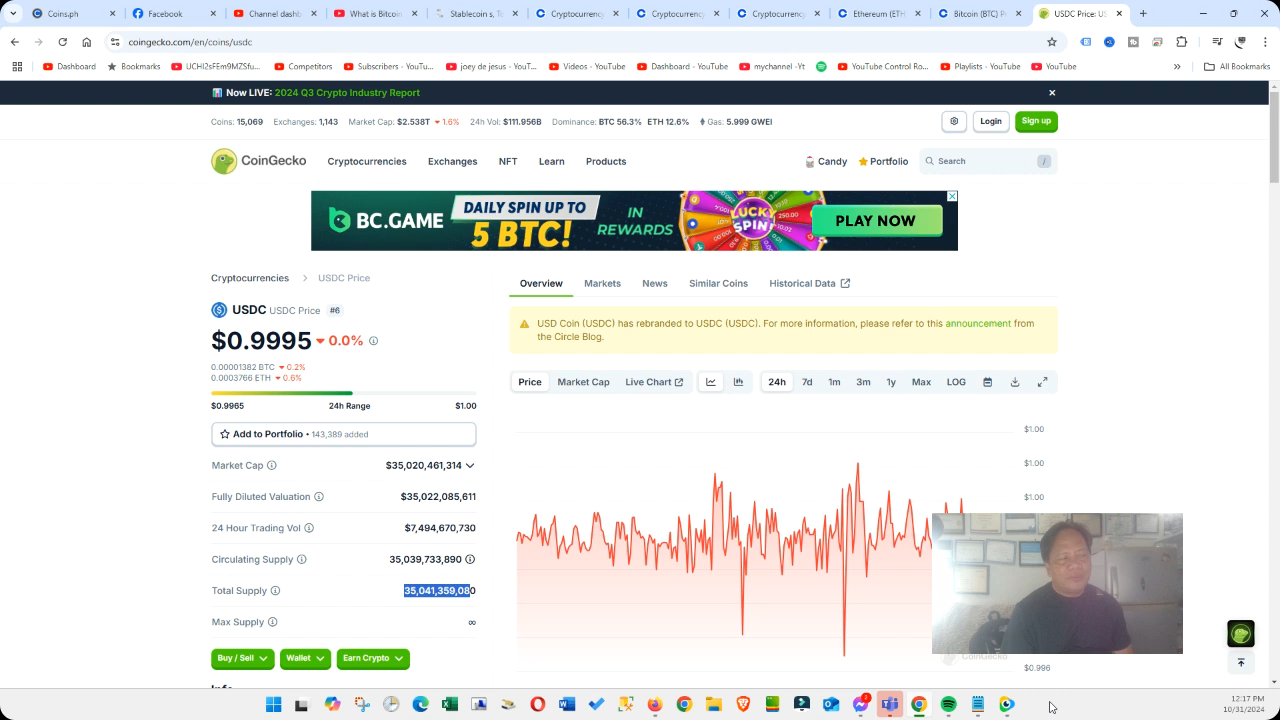 Coins.ph
Facebook
Standard Chartered
What is Bitcoin
Stablecoin s, To
Cryptocurrency
Cryptocurrency
Cryptocurrency
Ethereum (ETH
Bitcoin (BTC) P
USDC Price: US
coingecko.com/en/coins/usdc
Dashboard
Bookmarks
UCHl2sFEm9MZSfu...
Competitors
Subscribers - YouTu...
joey de jesus - YouT...
Videos - YouTube
Dashboard - YouTube
mychannel -Yt
YouTube Control Ro...
Playlists - YouTube
YouTube
All Bookmarks
Now LIVE: 2024 Q3 Crypto Industry Report
Coins: 15,069 Exchanges: 1,143 Market Cap: $2.538T 1.6% 24h Vol: $111.956B Dominance: BTC 56.3% ETH 12.6% Gas: 5.999 GWEI
Login
Sign up
CoinGecko
Cryptocurrencies
Exchanges
NFT
Learn
Products
Candy
Portfolio
Search
/
BC.GAME
DAILY SPIN UP TO
5 BTC!
IN
REWARDS
LUCKY
SPIN
PLAY NOW
Cryptocurrencies > USDC Price
USDC USDC Price #6
$0.9995 0.0%
0.00001382 BTC 0.2%
0.0003766 ETH 0.6%
$0.9965 24h Range $1.00
Add to Portfolio • 143,389 added
Market Cap $35,020,461,314
Fully Diluted Valuation $35,022,085,611
24 Hour Trading Vol $7,494,670,730
Circulating Supply 35,039,733,890
Total Supply 35,041,359,080
Max Supply ∞
Buy / Sell
Wallet
Earn Crypto
Overview
Markets
News
Similar Coins
Historical Data
USD Coin (USDC) has rebranded to USDC (USDC). For more information, please refer to this announcement from
the Circle Blog.
Price
Market Cap
Live Chart
24h
7d
1m
3m
1y
Max
LOG
$1.00
$1.00
$1.00
CoinGecko
$0.996
2
12:17 PM
10/31/2024